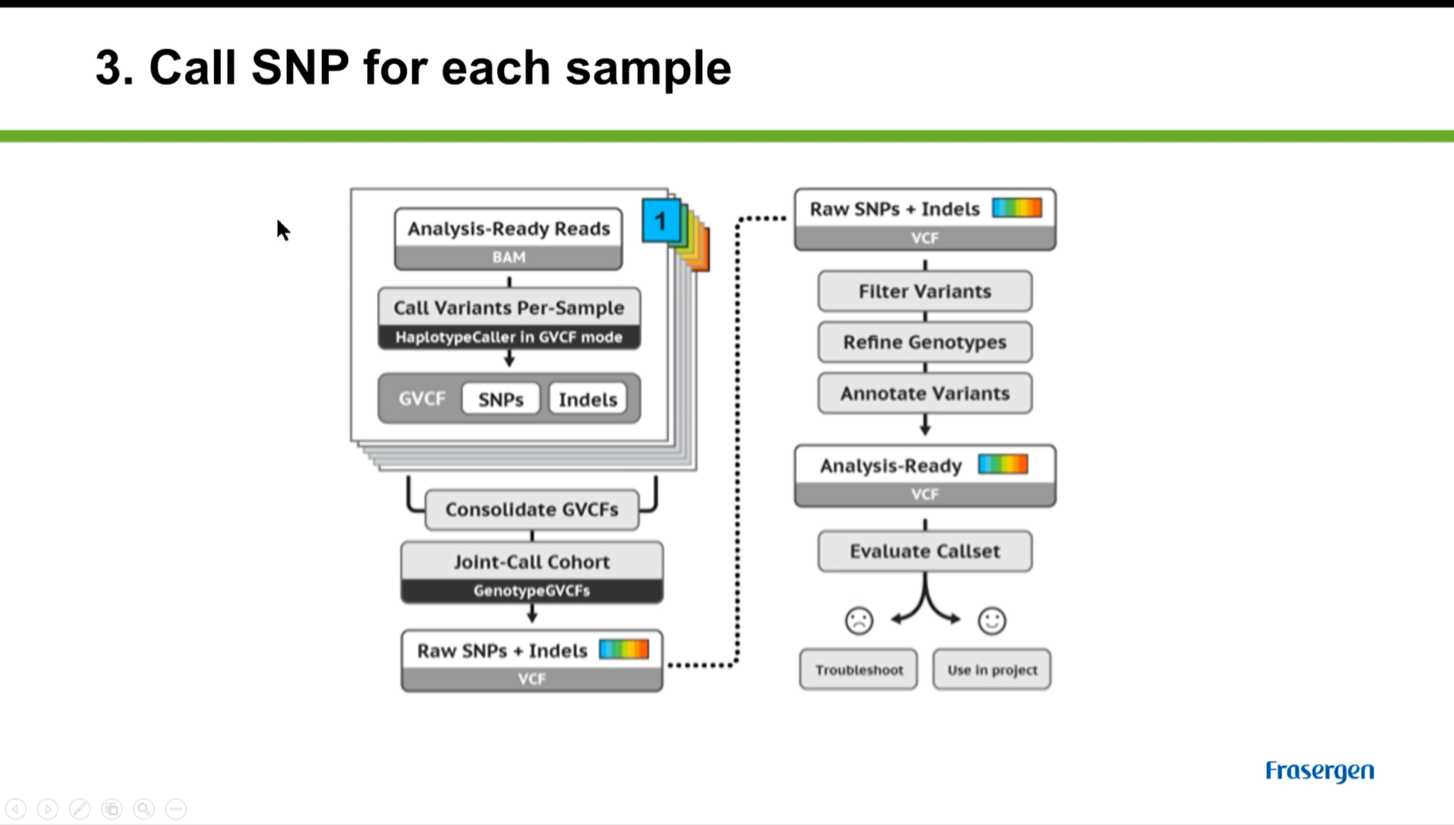 3. Call SNP for each sample
1
Analysis-Ready Reads
BAM
Call Variants Per-Sample
HaplotypeCaller in GVCF mode
GVCF SNPs Indels
Consolidate GVCFs
Joint-Call Cohort
GenotypeGVCFs
Raw SNPs + Indels
VCF
Raw SNPs + Indels
VCF
Filter Variants
Refine Genotypes
Annotate Variants
Analysis-Ready
VCF
Evaluate Callset
Troubleshoot
Use in project
Frasergen